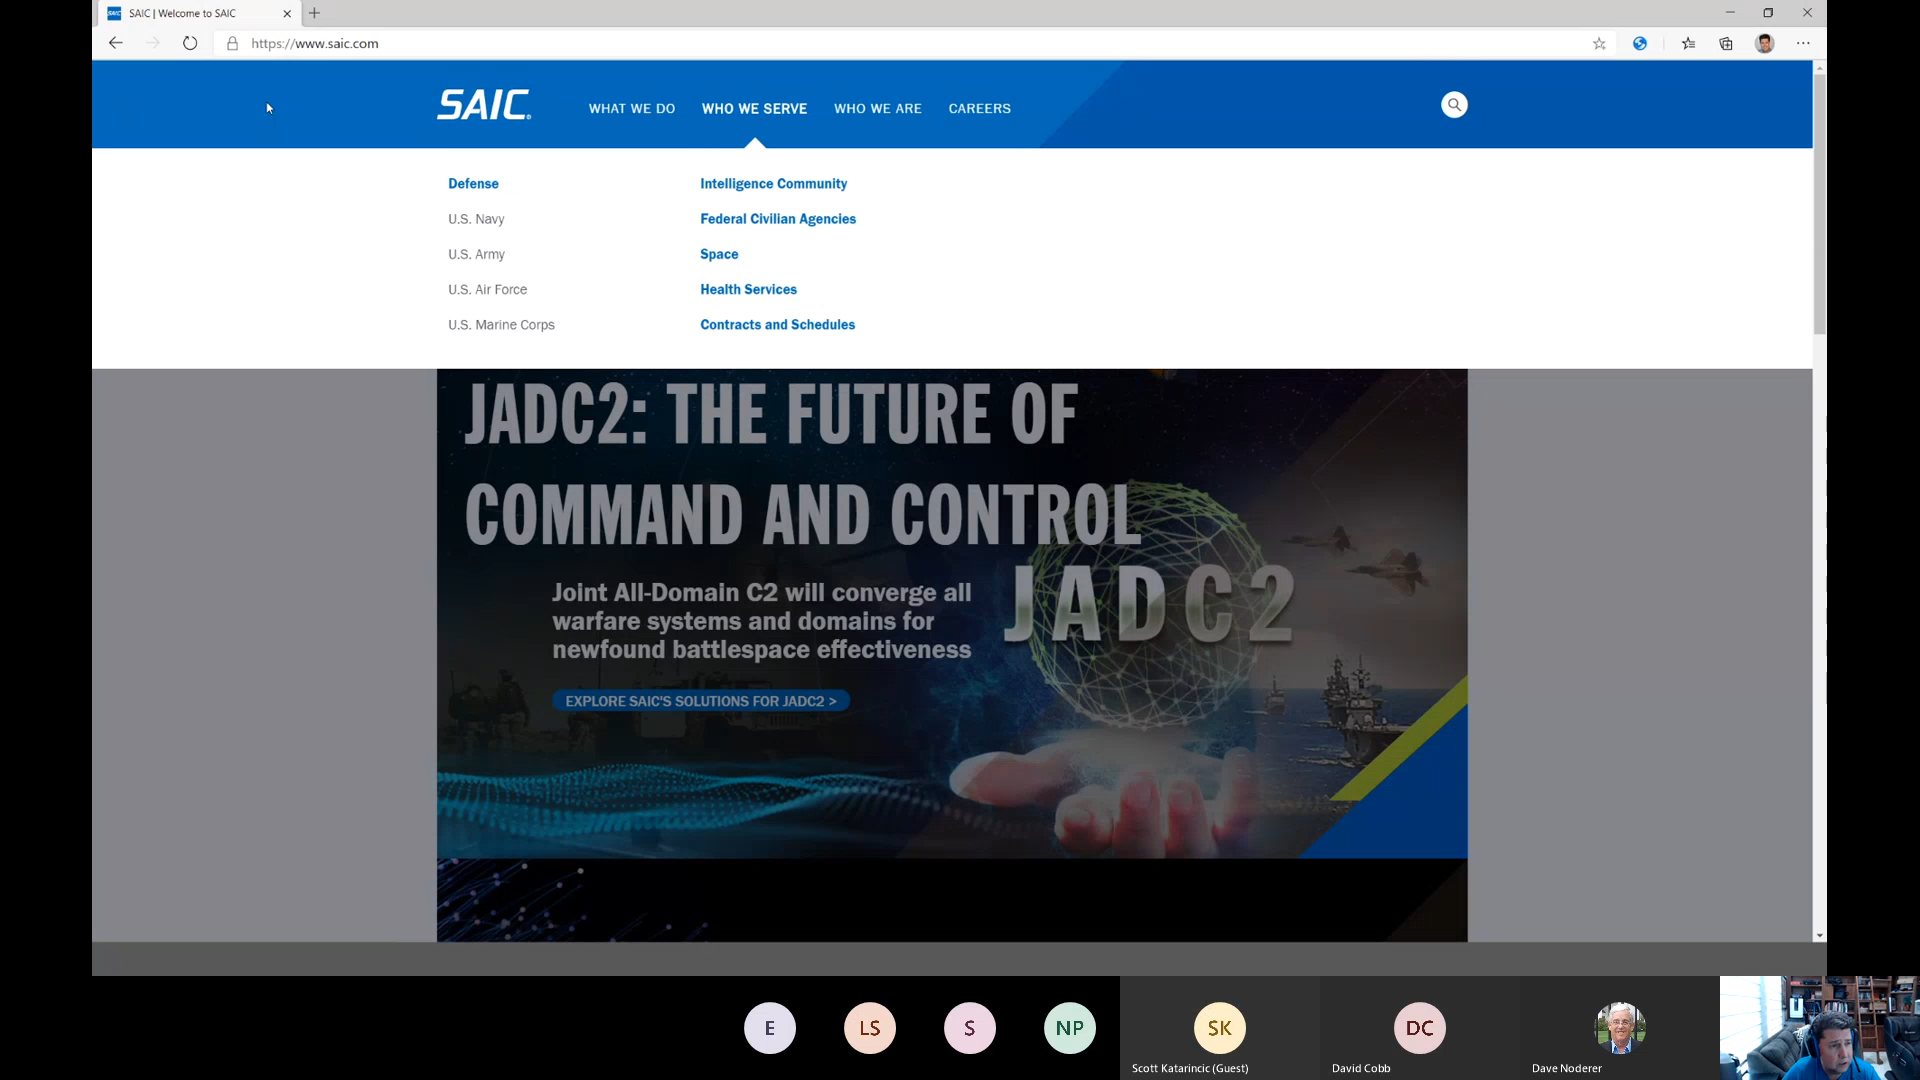 SAIC | Welcome to SAIC
https://www.saic.com
SAIC
WHAT WE DO
WHO WE SERVE
WHO WE ARE
CAREERS
Defense
U.S. Navy
U.S. Army
U.S. Air Force
U.S. Marine Corps
Intelligence Community
Federal Civilian Agencies
Space
Health Services
Contracts and Schedules
JADC2: THE FUTURE OF
COMMAND AND CONTROL
Joint All-Domain C2 will converge all
warfare systems and domains for
newfound battlespace effectiveness
EXPLORE SAIC'S SOLUTIONS FOR JADC2 >
JADC2
E
LS
S
NP
SK
DC
Scott Katarincic (Guest)
David Cobb
Dave Noderer